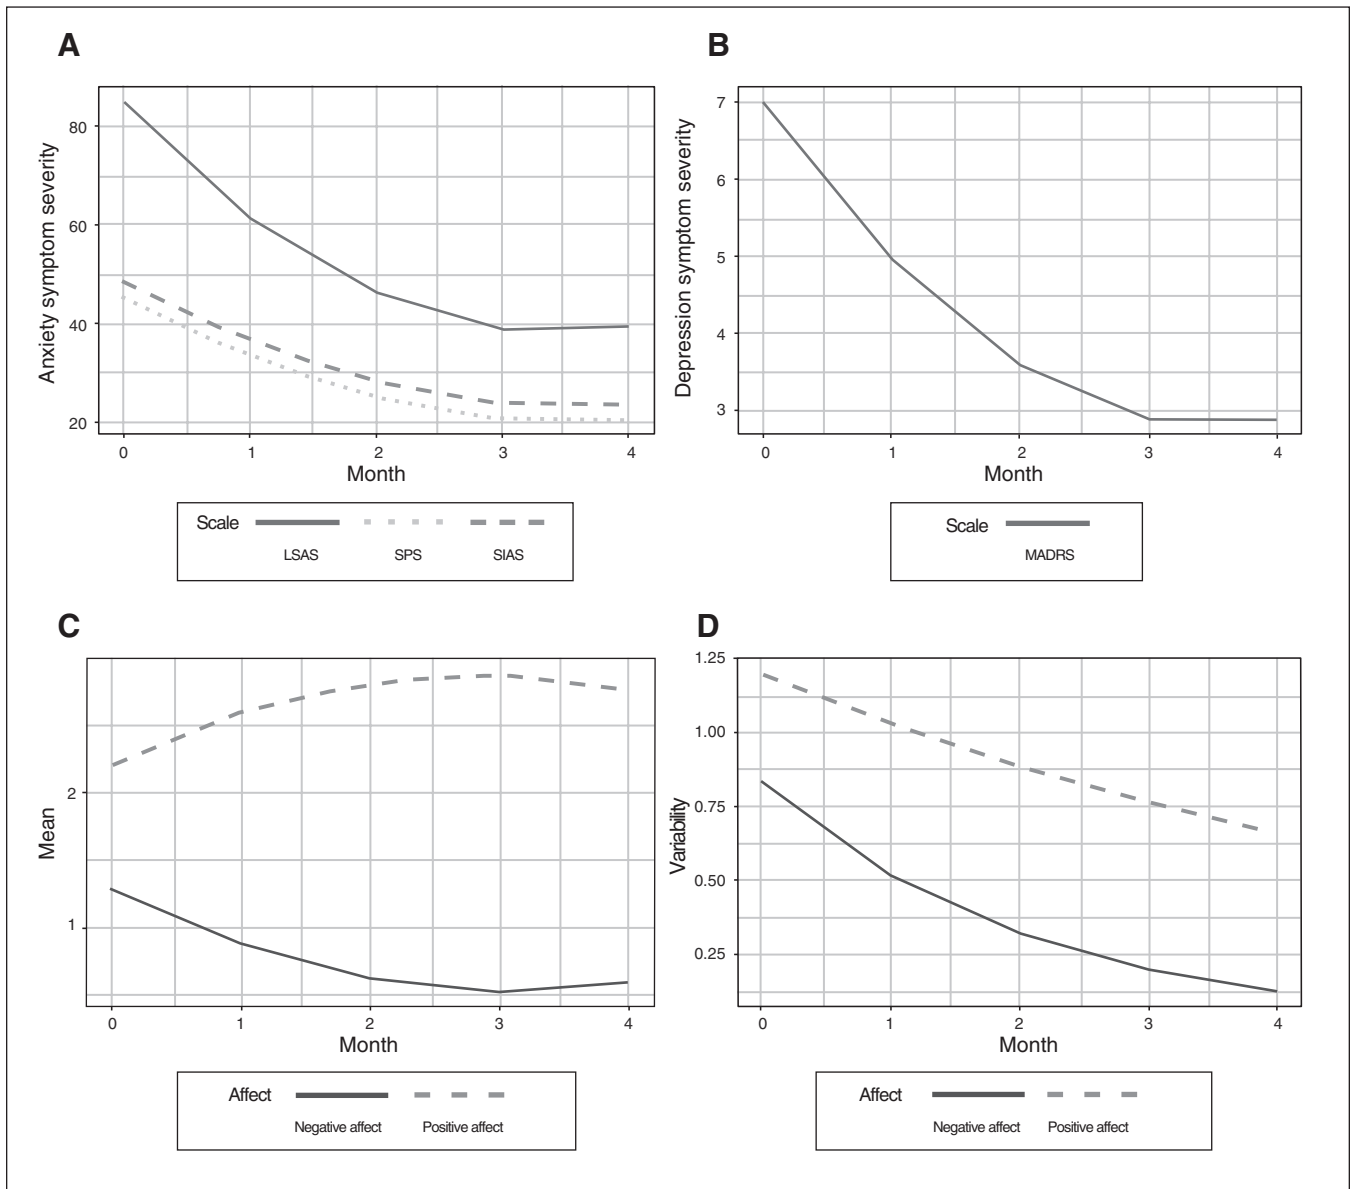 A
Anxiety symptom severity
80
60
40
20
0 1 2 3 4
Month
Scale
LSAS SPS SIAS
B
Depression symptom severity
7
6
5
4
3
0 1 2 3 4
Month
Scale
MADRS
C
Mean
2
1
0 1 2 3 4
Month
Affect
Negative affect Positive affect
D
Variability
1.25
1.00
0.75
0.50
0.25
0 1 2 3 4
Month
Affect
Negative affect Positive affect